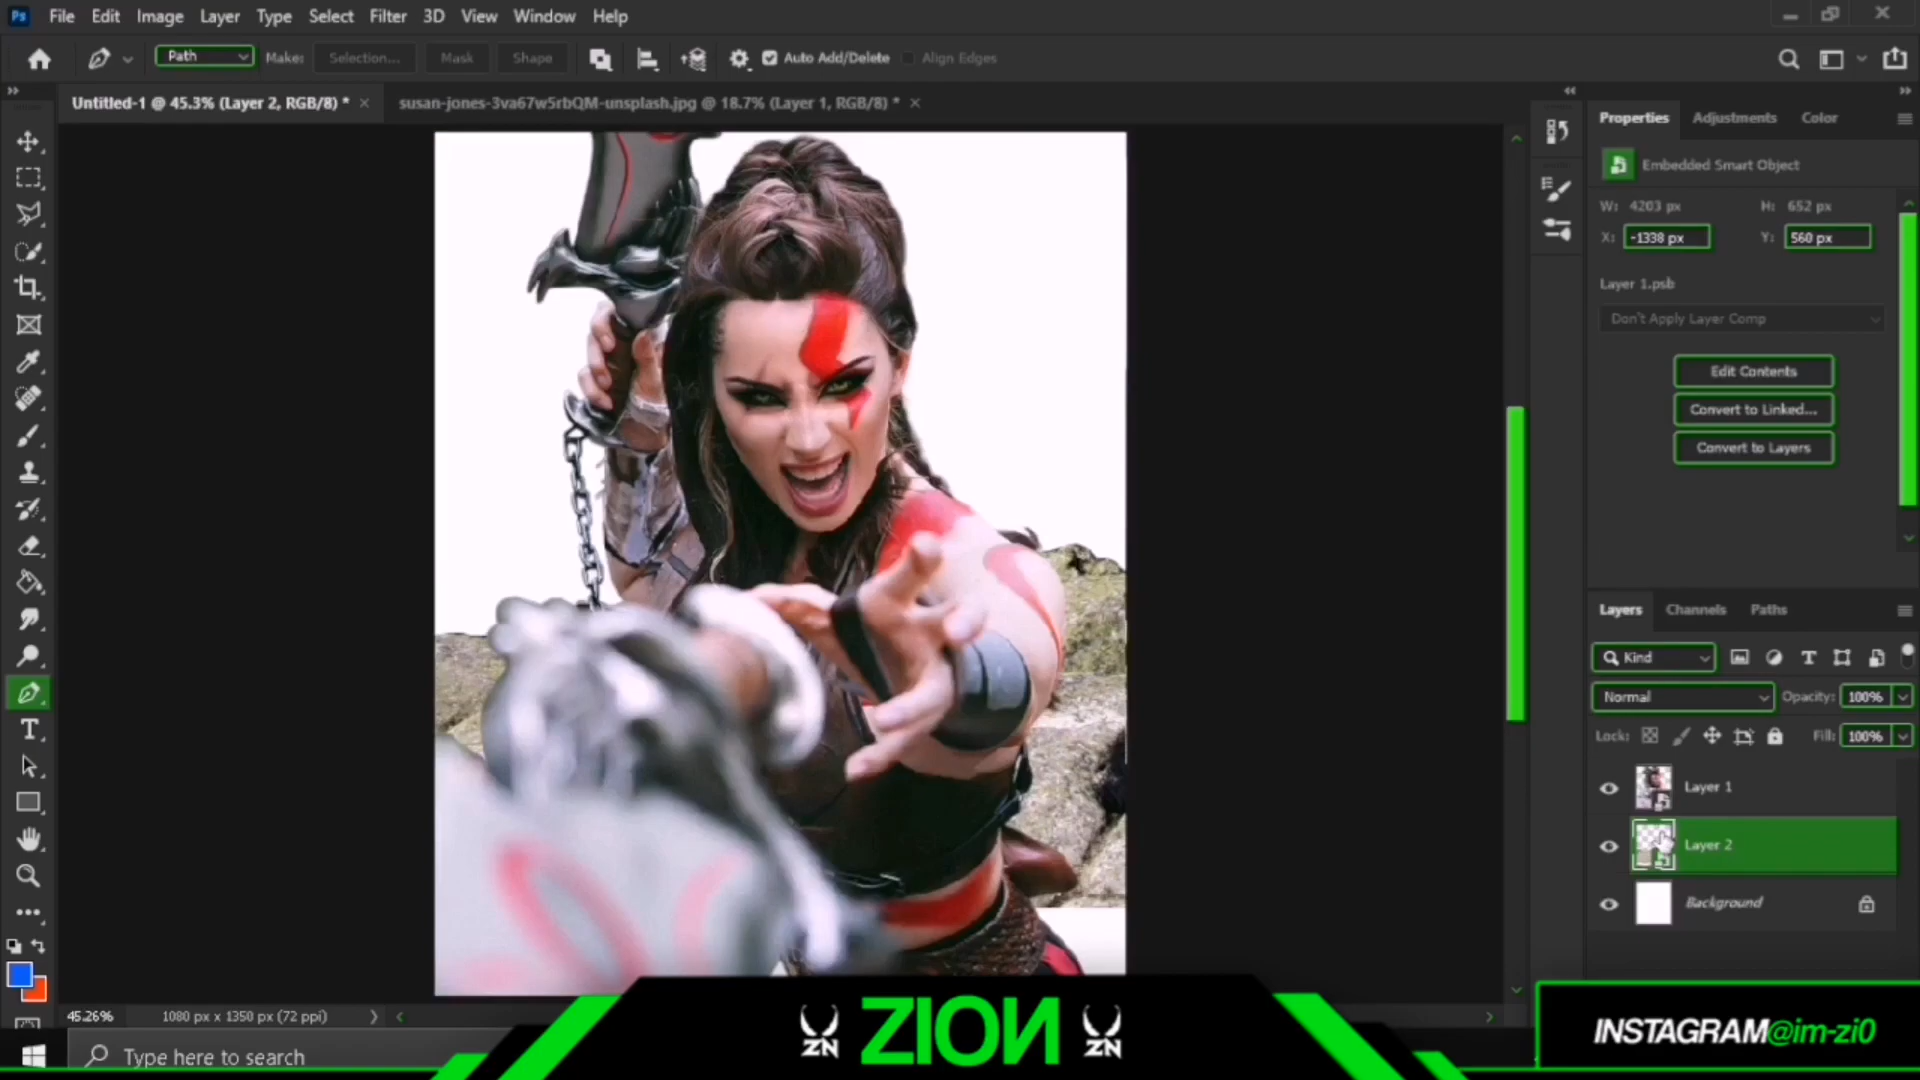 Ps File Edit Image Layer Type Select Filter 3D View Window Help
Path Make: Selection... Mask Shape Auto Add/Delete Align Edges
Untitled-1 @ 45.3% (Layer 2, RGB/8) * × susan-jones-3va67w5rbQM-unsplash.jpg @ 18.7% (Layer 1, RGB/8) * ×
Properties Adjustments Color
Embedded Smart Object
W: 4203 px H: 652 px
X: -1338 px Y: 560 px
Layer 1.psb
Don't Apply Layer Comp
Edit Contents
Convert to Linked...
Convert to Layers
Layers Channels Paths
Kind
Normal Opacity: 100%
Lock: Fill: 100%
Layer 1
Layer 2
Background
45.26% 1080 px x 1350 px (72 ppi)
Type here to search
ZN ZION ZN
INSTAGRAM@im-zi0